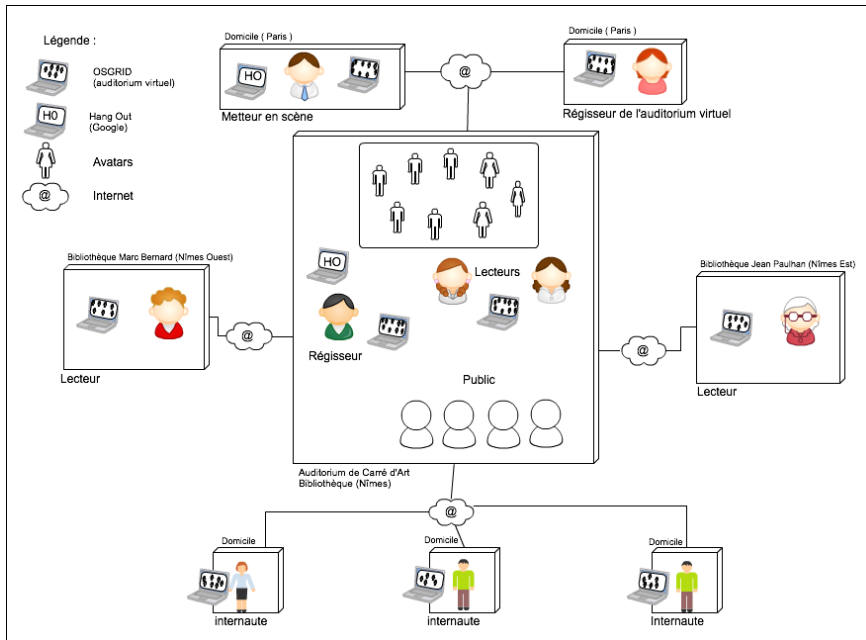 Légende :
OSGRID
(auditorium virtuel)
H0
Hang Out
(Google)
Avatars
@
Internet
Domicile ( Paris )
HO
Metteur en scène
@
Domicile ( Paris )
Régisseur de l'auditorium virtuel
HO
Lecteurs
Régisseur
Public
Auditorium de Carré d'Art
Bibliothèque (Nîmes)
Bibliothèque Marc Bernard (Nîmes Ouest)
Lecteur
@
Bibliothèque Jean Paulhan (Nîmes Est)
Lecteur
@
@
Domicile
internaute
Domicile
internaute
Domicile
Internaute